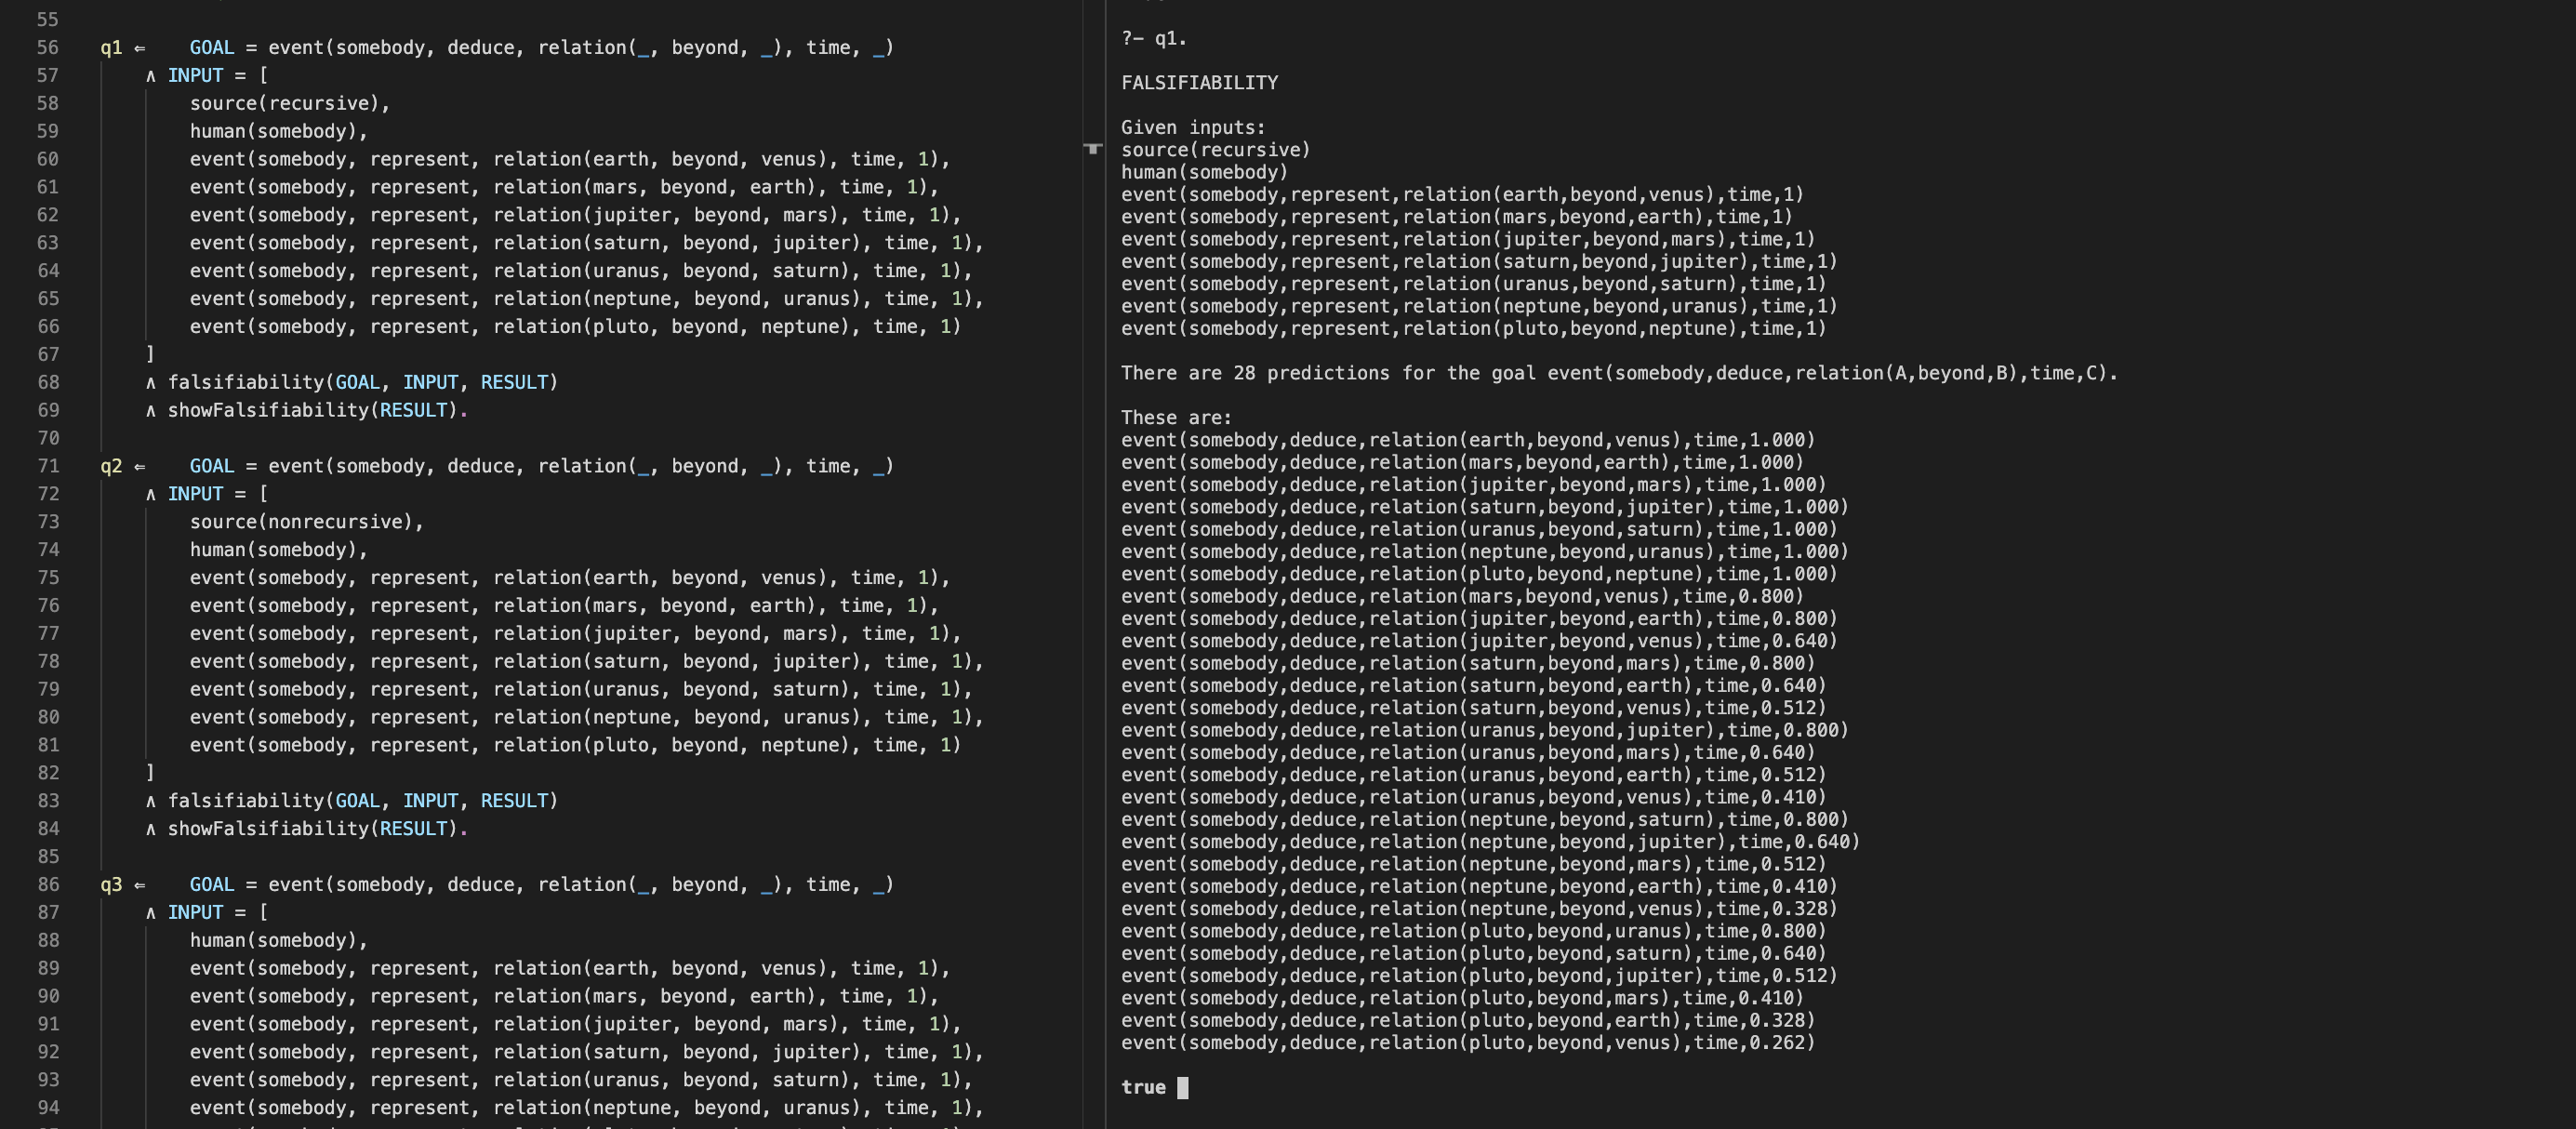 55
56 q1 ⇐ GOAL = event(somebody, deduce, relation(_, beyond, _), time, _)
57 ∧ INPUT = [
58 source(recursive),
59 human(somebody),
60 event(somebody, represent, relation(earth, beyond, venus), time, 1),
61 event(somebody, represent, relation(mars, beyond, earth), time, 1),
62 event(somebody, represent, relation(jupiter, beyond, mars), time, 1),
63 event(somebody, represent, relation(saturn, beyond, jupiter), time, 1),
64 event(somebody, represent, relation(uranus, beyond, saturn), time, 1),
65 event(somebody, represent, relation(neptune, beyond, uranus), time, 1),
66 event(somebody, represent, relation(pluto, beyond, neptune), time, 1)
67 ]
68 ∧ falsifiability(GOAL, INPUT, RESULT)
69 ∧ showFalsifiability(RESULT).
70
71 q2 ⇐ GOAL = event(somebody, deduce, relation(_, beyond, _), time, _)
72 ∧ INPUT = [
73 source(nonrecursive),
74 human(somebody),
75 event(somebody, represent, relation(earth, beyond, venus), time, 1),
76 event(somebody, represent, relation(mars, beyond, earth), time, 1),
77 event(somebody, represent, relation(jupiter, beyond, mars), time, 1),
78 event(somebody, represent, relation(saturn, beyond, jupiter), time, 1),
79 event(somebody, represent, relation(uranus, beyond, saturn), time, 1),
80 event(somebody, represent, relation(neptune, beyond, uranus), time, 1),
81 event(somebody, represent, relation(pluto, beyond, neptune), time, 1)
82 ]
83 ∧ falsifiability(GOAL, INPUT, RESULT)
84 ∧ showFalsifiability(RESULT).
85
86 q3 ⇐ GOAL = event(somebody, deduce, relation(_, beyond, _), time, _)
87 ∧ INPUT = [
88 human(somebody),
89 event(somebody, represent, relation(earth, beyond, venus), time, 1),
90 event(somebody, represent, relation(mars, beyond, earth), time, 1),
91 event(somebody, represent, relation(jupiter, beyond, mars), time, 1),
92 event(somebody, represent, relation(saturn, beyond, jupiter), time, 1),
93 event(somebody, represent, relation(uranus, beyond, saturn), time, 1),
94 event(somebody, represent, relation(neptune, beyond, uranus), time, 1),
?- q1.
FALSIFIABILITY
Given inputs:
source(recursive)
human(somebody)
event(somebody,represent,relation(earth,beyond,venus),time,1)
event(somebody,represent,relation(mars,beyond,earth),time,1)
event(somebody,represent,relation(jupiter,beyond,mars),time,1)
event(somebody,represent,relation(saturn,beyond,jupiter),time,1)
event(somebody,represent,relation(uranus,beyond,saturn),time,1)
event(somebody,represent,relation(neptune,beyond,uranus),time,1)
event(somebody,represent,relation(pluto,beyond,neptune),time,1)
There are 28 predictions for the goal event(somebody,deduce,relation(A,beyond,B),time,C).
These are:
event(somebody,deduce,relation(earth,beyond,venus),time,1.000)
event(somebody,deduce,relation(mars,beyond,earth),time,1.000)
event(somebody,deduce,relation(jupiter,beyond,mars),time,1.000)
event(somebody,deduce,relation(saturn,beyond,jupiter),time,1.000)
event(somebody,deduce,relation(uranus,beyond,saturn),time,1.000)
event(somebody,deduce,relation(neptune,beyond,uranus),time,1.000)
event(somebody,deduce,relation(pluto,beyond,neptune),time,1.000)
event(somebody,deduce,relation(mars,beyond,venus),time,0.800)
event(somebody,deduce,relation(jupiter,beyond,earth),time,0.800)
event(somebody,deduce,relation(jupiter,beyond,venus),time,0.640)
event(somebody,deduce,relation(saturn,beyond,mars),time,0.800)
event(somebody,deduce,relation(saturn,beyond,earth),time,0.640)
event(somebody,deduce,relation(saturn,beyond,venus),time,0.512)
event(somebody,deduce,relation(uranus,beyond,jupiter),time,0.800)
event(somebody,deduce,relation(uranus,beyond,mars),time,0.640)
event(somebody,deduce,relation(uranus,beyond,earth),time,0.512)
event(somebody,deduce,relation(uranus,beyond,venus),time,0.410)
event(somebody,deduce,relation(neptune,beyond,saturn),time,0.800)
event(somebody,deduce,relation(neptune,beyond,jupiter),time,0.640)
event(somebody,deduce,relation(neptune,beyond,mars),time,0.512)
event(somebody,deduce,relation(neptune,beyond,earth),time,0.410)
event(somebody,deduce,relation(neptune,beyond,venus),time,0.328)
event(somebody,deduce,relation(pluto,beyond,uranus),time,0.800)
event(somebody,deduce,relation(pluto,beyond,saturn),time,0.640)
event(somebody,deduce,relation(pluto,beyond,jupiter),time,0.512)
event(somebody,deduce,relation(pluto,beyond,mars),time,0.410)
event(somebody,deduce,relation(pluto,beyond,earth),time,0.328)
event(somebody,deduce,relation(pluto,beyond,venus),time,0.262)
true